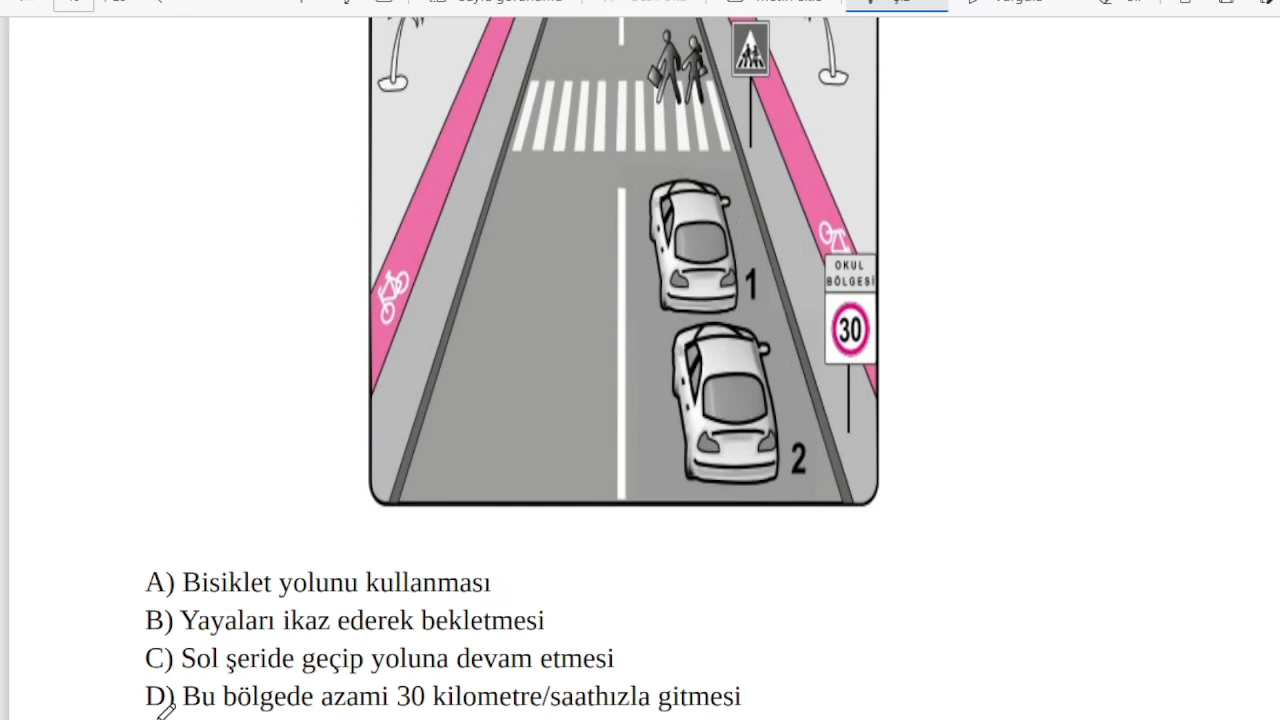 OKUL
BÖLGESİ
30
1
2
A) Bisiklet yolunu kullanması
B) Yayaları ikaz ederek bekletmesi
C) Sol şeride geçip yoluna devam etmesi
D) Bu bölgede azami 30 kilometre/saathızla gitmesi